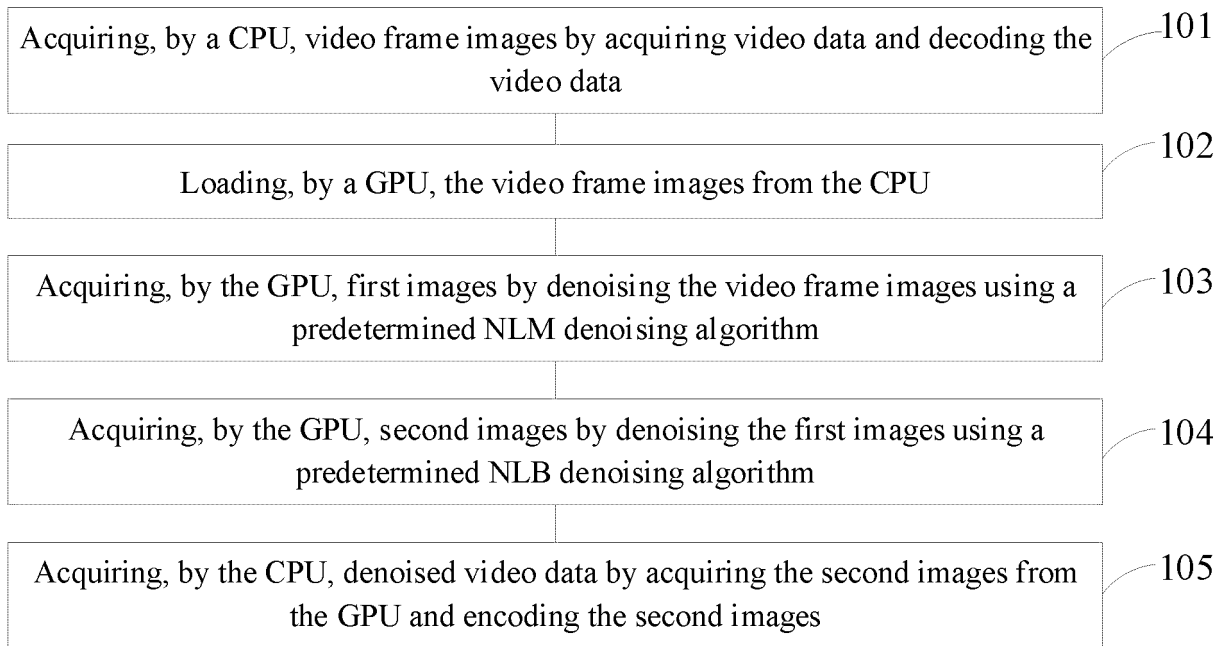 Acquiring, by a CPU, video frame images by acquiring video data and decoding the
video data
101
Loading, by a GPU, the video frame images from the CPU
102
Acquiring, by the GPU, first images by denoising the video frame images using a
predetermined NLM denoising algorithm
103
Acquiring, by the GPU, second images by denoising the first images using a
predetermined NLB denoising algorithm
104
Acquiring, by the CPU, denoised video data by acquiring the second images from
the GPU and encoding the second images
105